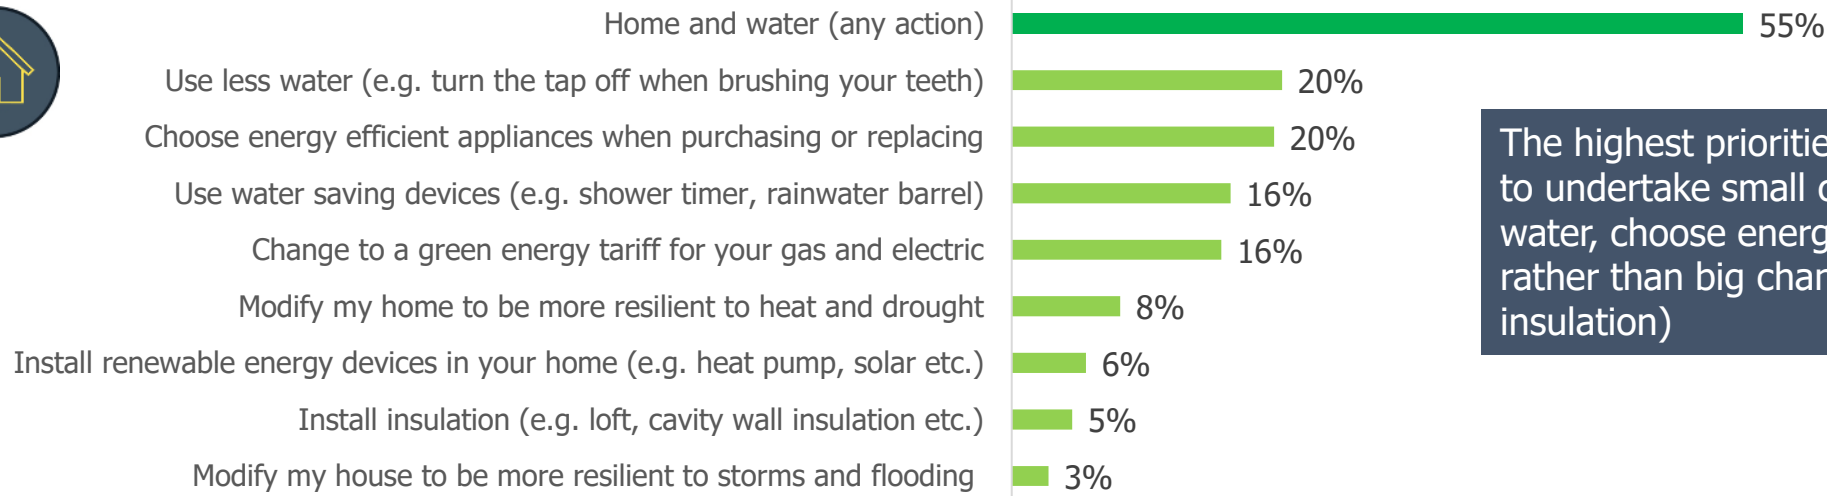 Home and water (any action) 55%
Use less water (e.g. turn the tap off when brushing your teeth) 20%
Choose energy efficient appliances when purchasing or replacing 20%
Use water saving devices (e.g. shower timer, rainwater barrel) 16%
Change to a green energy tariff for your gas and electric 16%
Modify my home to be more resilient to heat and drought 8%
Install renewable energy devices in your home (e.g. heat pump, solar etc.) 6%
Install insulation (e.g. loft, cavity wall insulation etc.) 5%
Modify my house to be more resilient to storms and flooding 3%
The highest
to undertake small
water, choose
rather than big
insulation)